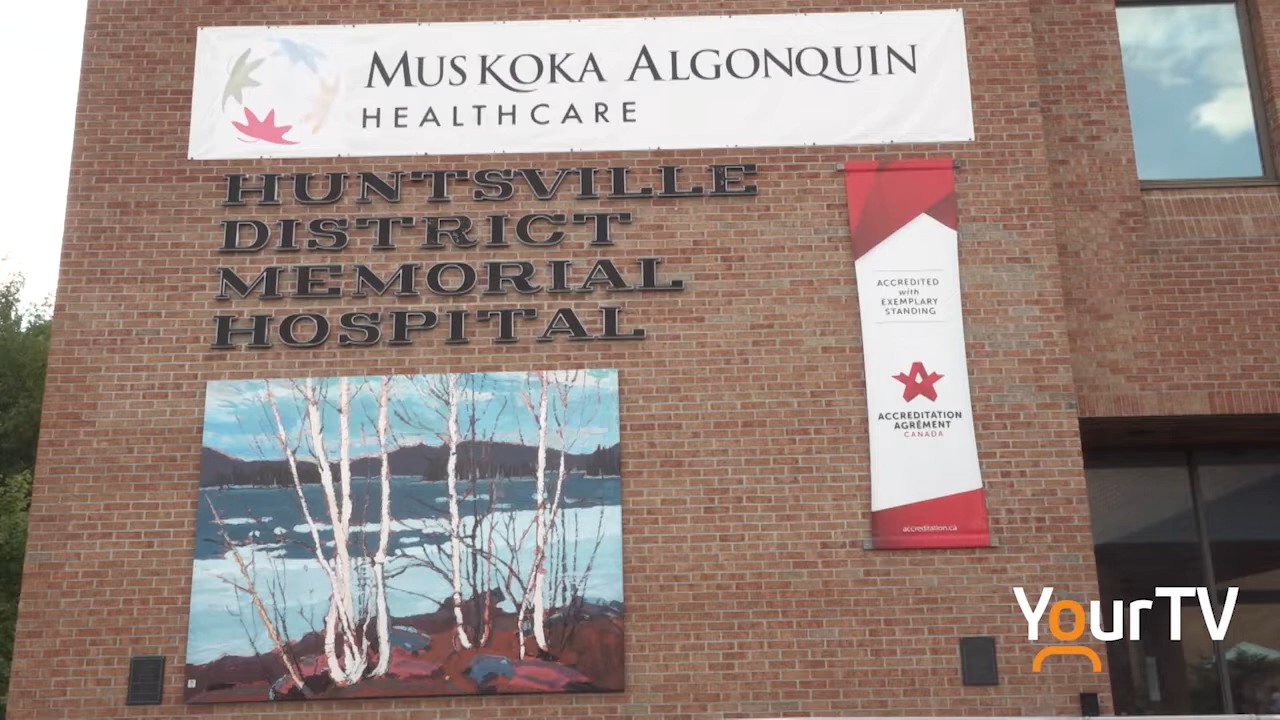 MUSKOKA ALGONQUIN
HEALTHCARE
HUNTSVILLE
DISTRICT
MEMORIAL
HOSPITAL
ACCREDITED
with
EXEMPLARY
STANDING
ACCREDITATION
AGRÉMENT
CANADA
accreditation.ca
YourTV